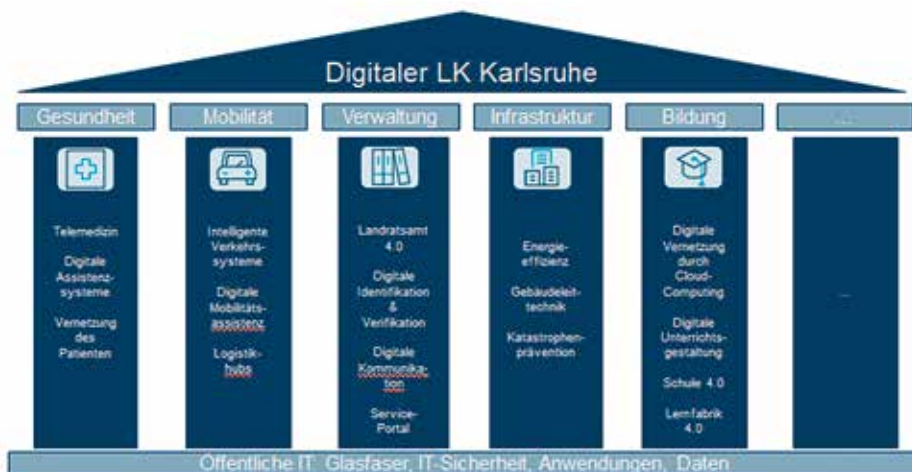 Digitaler LK Karlsruhe
Gesundheit
Mobilität
Verwaltung
Infrastruktur
Bildung
...
Telemedizin
Digitale
Assistenz-
systeme
Vernetzung
des
Patienten
Intelligente
Verkehrs-
systeme
Digitale
Mobilitäts-
assistenz
Logistik-
hubs
Landratsamt
4.0
Digitale
Identifikation
&
Verifikation
Digitale
Kommunika-
tion
Service-
Portal
Energie-
effizienz
Gebäudeleit-
technik
Katastrophen-
prävention
Digitale
Vernetzung
durch
Cloud-
Computing
Digitale
Unterrichts-
gestaltung
Schule 4.0
Lernfabrik
4.0
...
Öffentliche IT Glasfaser, IT-Sicherheit, Anwendungen, Daten